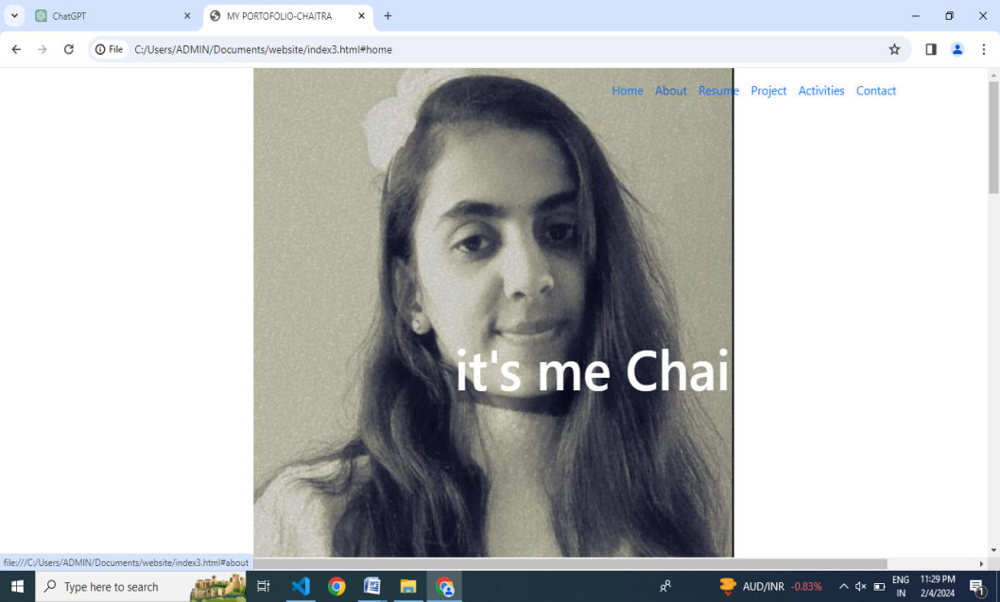 ChatGPT
MY PORTOFOLIO-CHAITRA
File
C:/Users/ADMIN/Documents/website/index3.html#home
Home About Resume Project Activities Contact
it's me Chai
file:///C:/Users/ADMIN/Documents/website/index3.html#about
Type here to search
AUD/INR -0.83%
ENG
IN
11:29 PM
2/4/2024
1